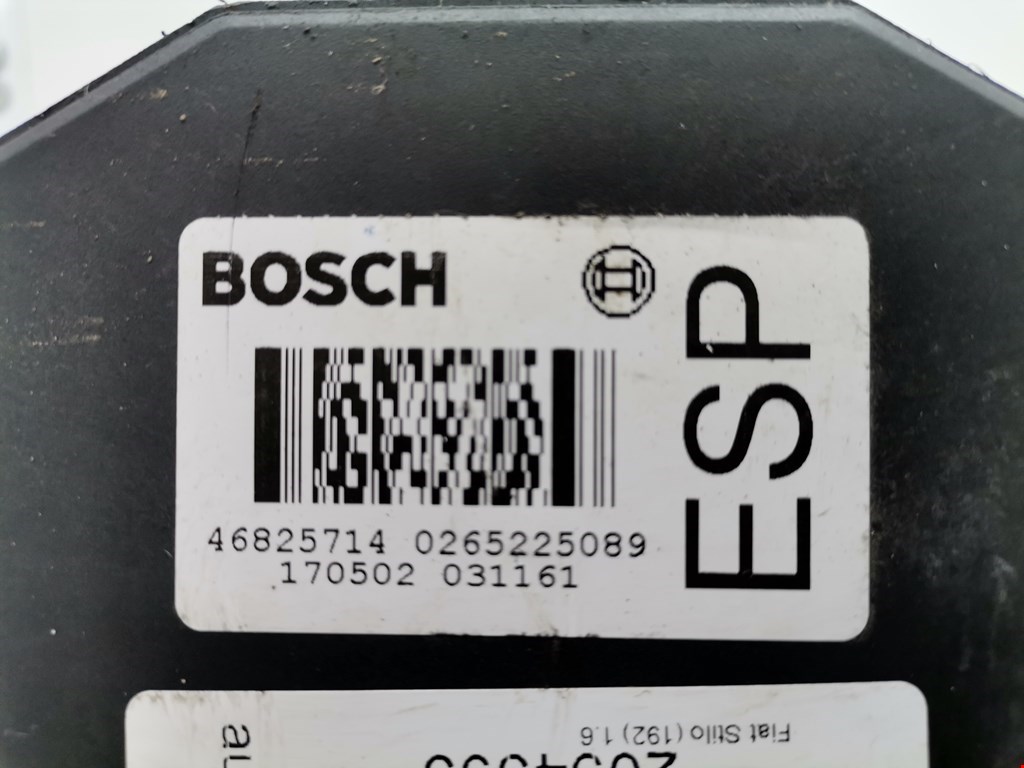 BOSCH
ESP
46825714 0265225089
170502 031161
Fiat Stilo (192) 1.6